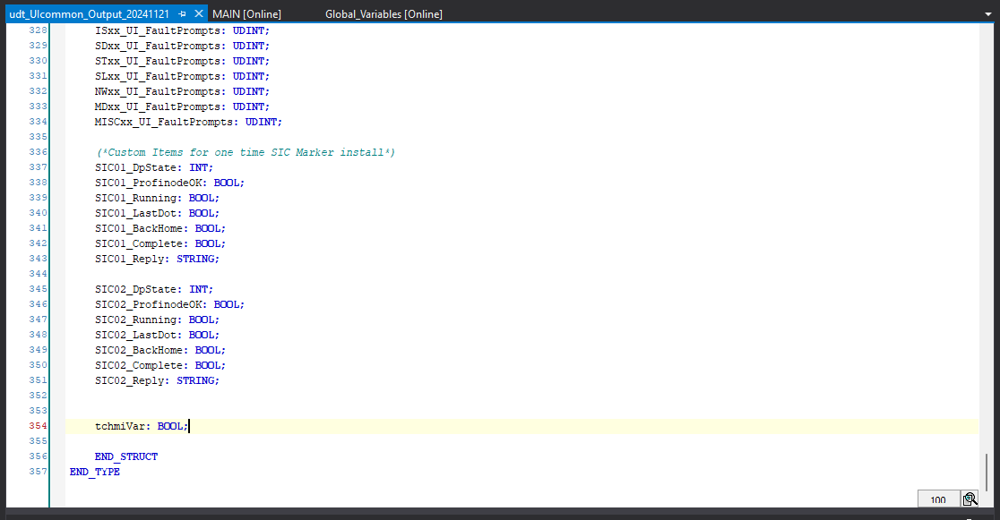 udt_UIcommon_Output_20241121 MAIN [Online] Global_Variables [Online]
328 ISxx_UI_FaultPrompts: UDINT;
329 SDxx_UI_FaultPrompts: UDINT;
330 STxx_UI_FaultPrompts: UDINT;
331 SLxx_UI_FaultPrompts: UDINT;
332 NWxx_UI_FaultPrompts: UDINT;
333 MDxx_UI_FaultPrompts: UDINT;
334 MISCxx_UI_FaultPrompts: UDINT;
335
336 (*Custom Items for one time SIC Marker install*)
337 SIC01_DpState: INT;
338 SIC01_ProfinodeOK: BOOL;
339 SIC01_Running: BOOL;
340 SIC01_LastDot: BOOL;
341 SIC01_BackHome: BOOL;
342 SIC01_Complete: BOOL;
343 SIC01_Reply: STRING;
344
345 SIC02_DpState: INT;
346 SIC02_ProfinodeOK: BOOL;
347 SIC02_Running: BOOL;
348 SIC02_LastDot: BOOL;
349 SIC02_BackHome: BOOL;
350 SIC02_Complete: BOOL;
351 SIC02_Reply: STRING;
352
353
354 tchmiVar: BOOL;
355
356 END_STRUCT
357 END_TYPE
100